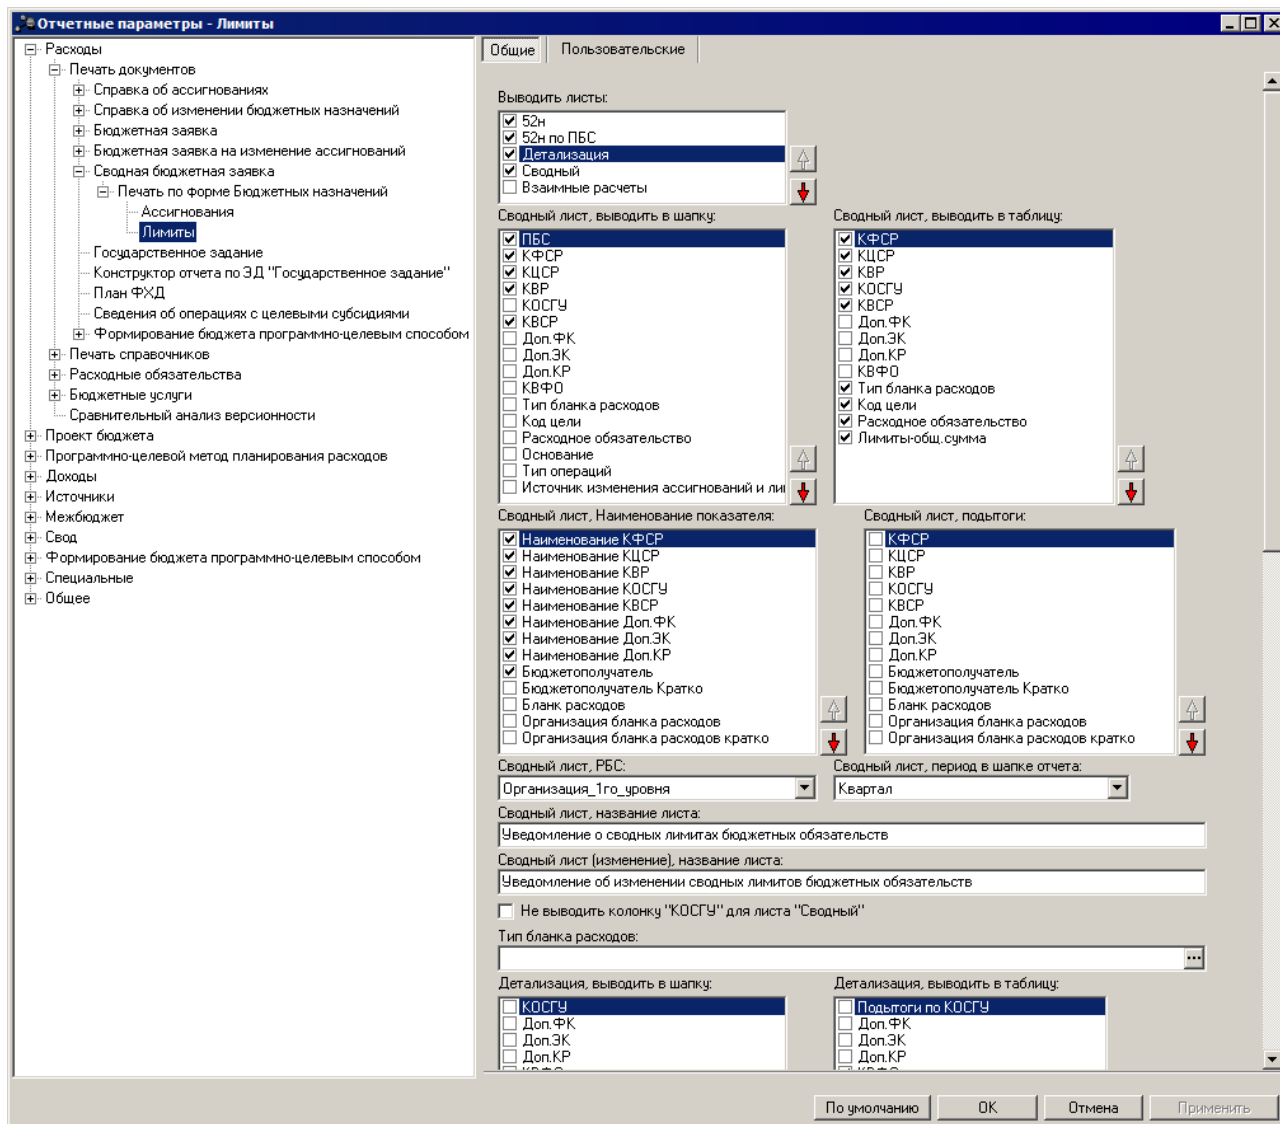 Отчетные параметры - Лимиты
Расходы
Печать документов
Справка об ассигнованиях
Справка об изменении бюджетных назначений
Бюджетная заявка
Бюджетная заявка на изменение ассигнований
Сводная бюджетная заявка
Печать по форме Бюджетных назначений
Ассигнования
Лимиты
Государственное задание
Конструктор отчета по ЭД "Государственное задание"
План ФХД
Сведения об операциях с целевыми субсидиями
Формирование бюджета программно-целевым способом
Печать справочников
Расходные обязательства
Бюджетные услуги
Сравнительный анализ версионности
Проект бюджета
Программно-целевой метод планирования расходов
Доходы
Источники
Межбюджет
Свод
Формирование бюджета программно-целевым способом
Специальные
Общее
Общие
Пользовательские
Выводить листы:
52н
52н по ПБС
Детализация
Сводный
Взаимные расчеты
Сводный лист, выводить в шапку:
ПБС
КФСР
КЦСР
КВР
КОСГУ
КВСР
Доп.ФК
Доп.ЭК
Доп.КР
КВФО
Тип бланка расходов
Код цели
Расходное обязательство
Основание
Тип операций
Источник изменения ассигнований и ли
Сводный лист, выводить в таблицу:
КФСР
КЦСР
КВР
КОСГУ
КВСР
Доп.ФК
Доп.ЭК
Доп.КР
КВФО
Тип бланка расходов
Код цели
Расходное обязательство
Лимиты-общ.сумма
Сводный лист, Наименование показателя:
Наименование КФСР
Наименование КЦСР
Наименование КВР
Наименование КОСГУ
Наименование КВСР
Наименование Доп.ФК
Наименование Доп.ЭК
Наименование Доп.КР
Бюджетополучатель
Бюджетополучатель Кратко
Бланк расходов
Организация бланка расходов
Организация бланка расходов кратко
Сводный лист, подытоги:
КФСР
КЦСР
КВР
КОСГУ
КВСР
Доп.ФК
Доп.ЭК
Доп.КР
Бюджетополучатель
Бюджетополучатель Кратко
Бланк расходов
Организация бланка расходов
Организация бланка расходов кратко
Сводный лист, РБС:
Организация_1го_уровня
Сводный лист, период в шапке отчета:
Квартал
Сводный лист, название листа:
Уведомление о сводных лимитах бюджетных обязательств
Сводный лист (изменение), название листа:
Уведомление об изменении сводных лимитов бюджетных обязательств
Не выводить колонку "КОСГУ" для листа "Сводный"
Тип бланка расходов:
...
Детализация, выводить в шапку:
КОСГУ
Доп.ФК
Доп.ЭК
Доп.КР
КВФО
Детализация, выводить в таблицу:
Подытоги по КОСГУ
Доп.ФК
Доп.ЭК
Доп.КР
КВФО
По умолчанию
OK
Отмена
Применить